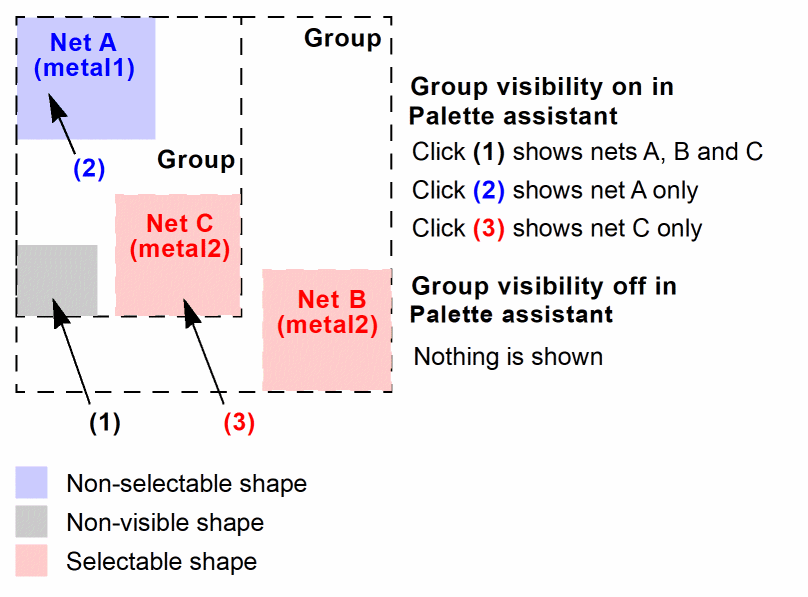 Net A
(metal1)
Group
(2)
Group
Net C
(metal2)
Net B
(metal2)
(1)
(3)
Group visibility on in
Palette assistant
Click (1) shows nets A, B and C
Click (2) shows net A only
Click (3) shows net C only
Group visibility off in
Palette assistant
Nothing is shown
Non-selectable shape
Non-visible shape
Selectable shape